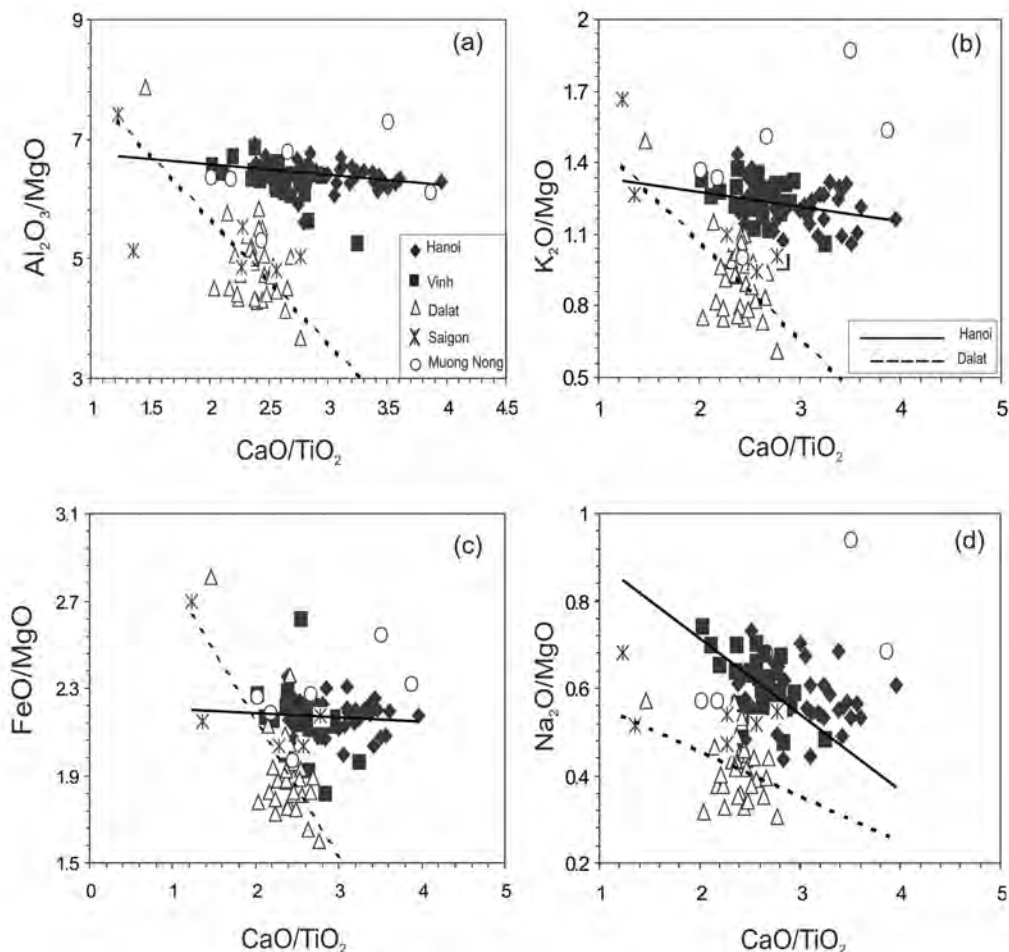 (a)
9
7
5
3
Al₂O₃/MgO
1 1.5 2 2.5 3 3.5 4 4.5
CaO/TiO₂
Hanoi
Vinh
Dalat
Saigon
Muong Nong
(b)
2
1.7
1.4
1.1
0.8
0.5
K₂O/MgO
1 2 3 4 5
CaO/TiO₂
Hanoi
Dalat
(c)
3.1
2.7
2.3
1.9
1.5
FeO/MgO
0 1 2 3 4 5
CaO/TiO₂
(d)
1
0.8
0.6
0.4
0.2
Na₂O/MgO
1 2 3 4 5
CaO/TiO₂